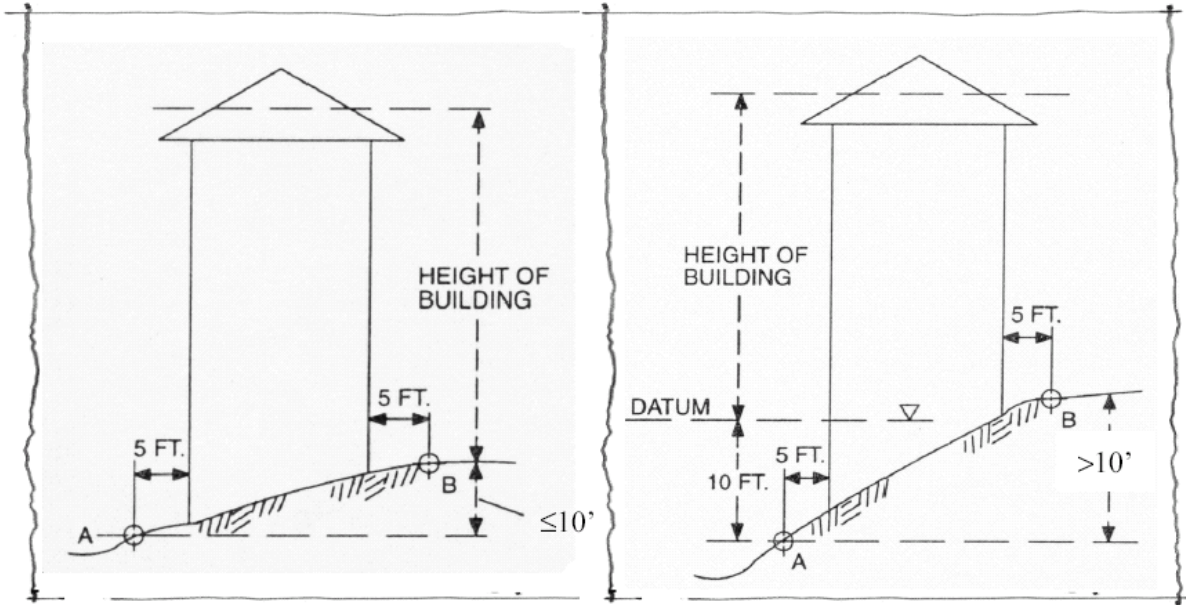 HEIGHT OF
BUILDING
5 FT.
5 FT.
A
B
≤10’
HEIGHT OF
BUILDING
5 FT.
DATUM
B
5 FT.
10 FT.
>10’
A